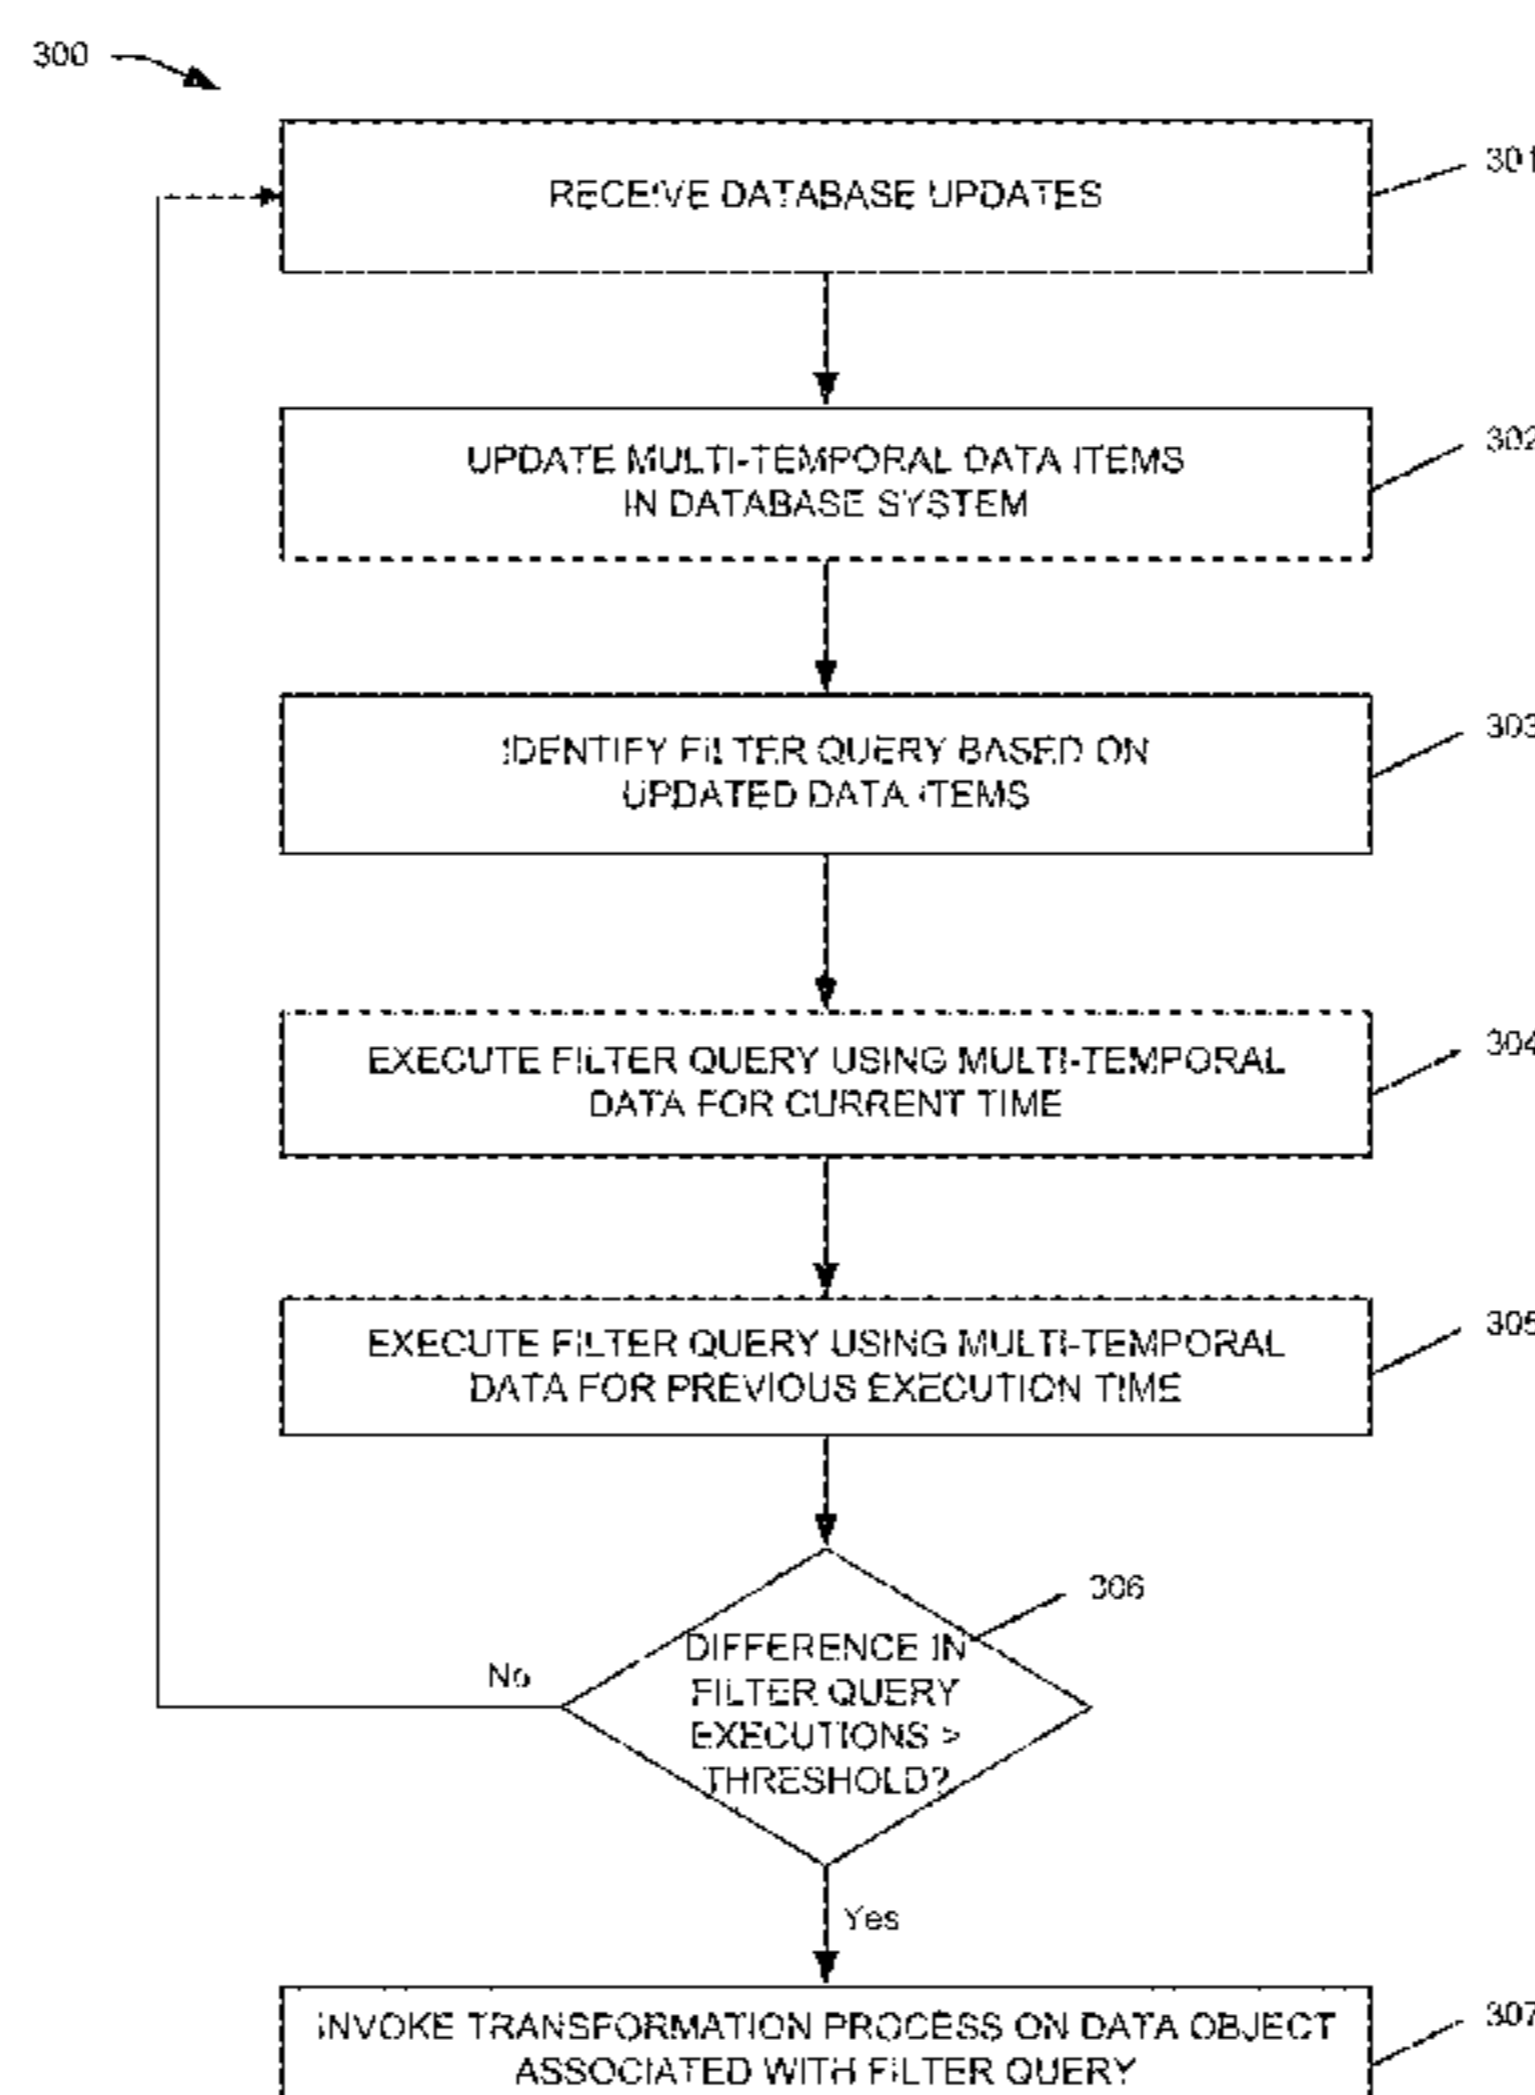 300
RECEIVE DATABASE UPDATES
301
UPDATE MULTI-TEMPORAL DATA ITEMS
IN DATABASE SYSTEM
302
IDENTIFY FILTER QUERY BASED ON
UPDATED DATA ITEMS
303
EXECUTE FILTER QUERY USING MULTI-TEMPORAL
DATA FOR CURRENT TIME
304
EXECUTE FILTER QUERY USING MULTI-TEMPORAL
DATA FOR PREVIOUS EXECUTION TIME
305
306
DIFFERENCE IN
FILTER QUERY
EXECUTIONS >
THRESHOLD?
No
Yes
INVOKE TRANSFORMATION PROCESS ON DATA OBJECT
ASSOCIATED WITH FILTER QUERY
307